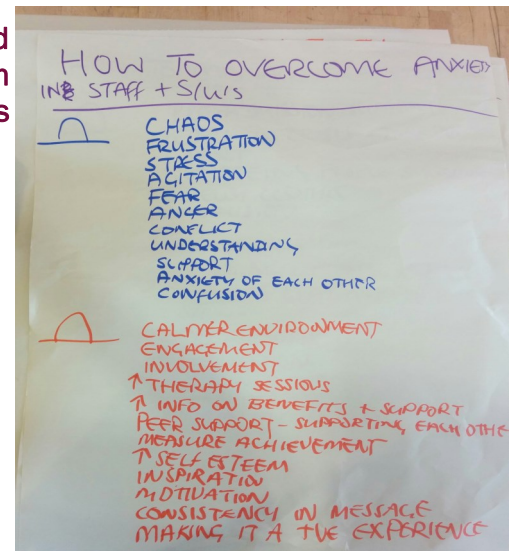 d
n
s
HOW TO OVERCOME ANXIETY
IN STAFF + S/U's
CHAOS
FRUSTRATION
STRESS
AGITATION
FEAR
ANGER
CONFLICT
UNDERSTANDING
SUPPORT
ANXIETY OF EACH OTHER
CONFUSION
CALMER ENVIRONMENT
ENGAGEMENT
INVOLVEMENT
↑ THERAPY SESSIONS
↑ INFO ON BENEFITS + SUPPORT
PEER SUPPORT - SUPPORTING EACH OTHE
MEASURE ACHIEVEMENT
↑ SELF ESTEEM
INSPIRATION
MOTIVATION
CONSISTENCY IN MESSAGE
MAKING IT A +VE EXPERIENCE